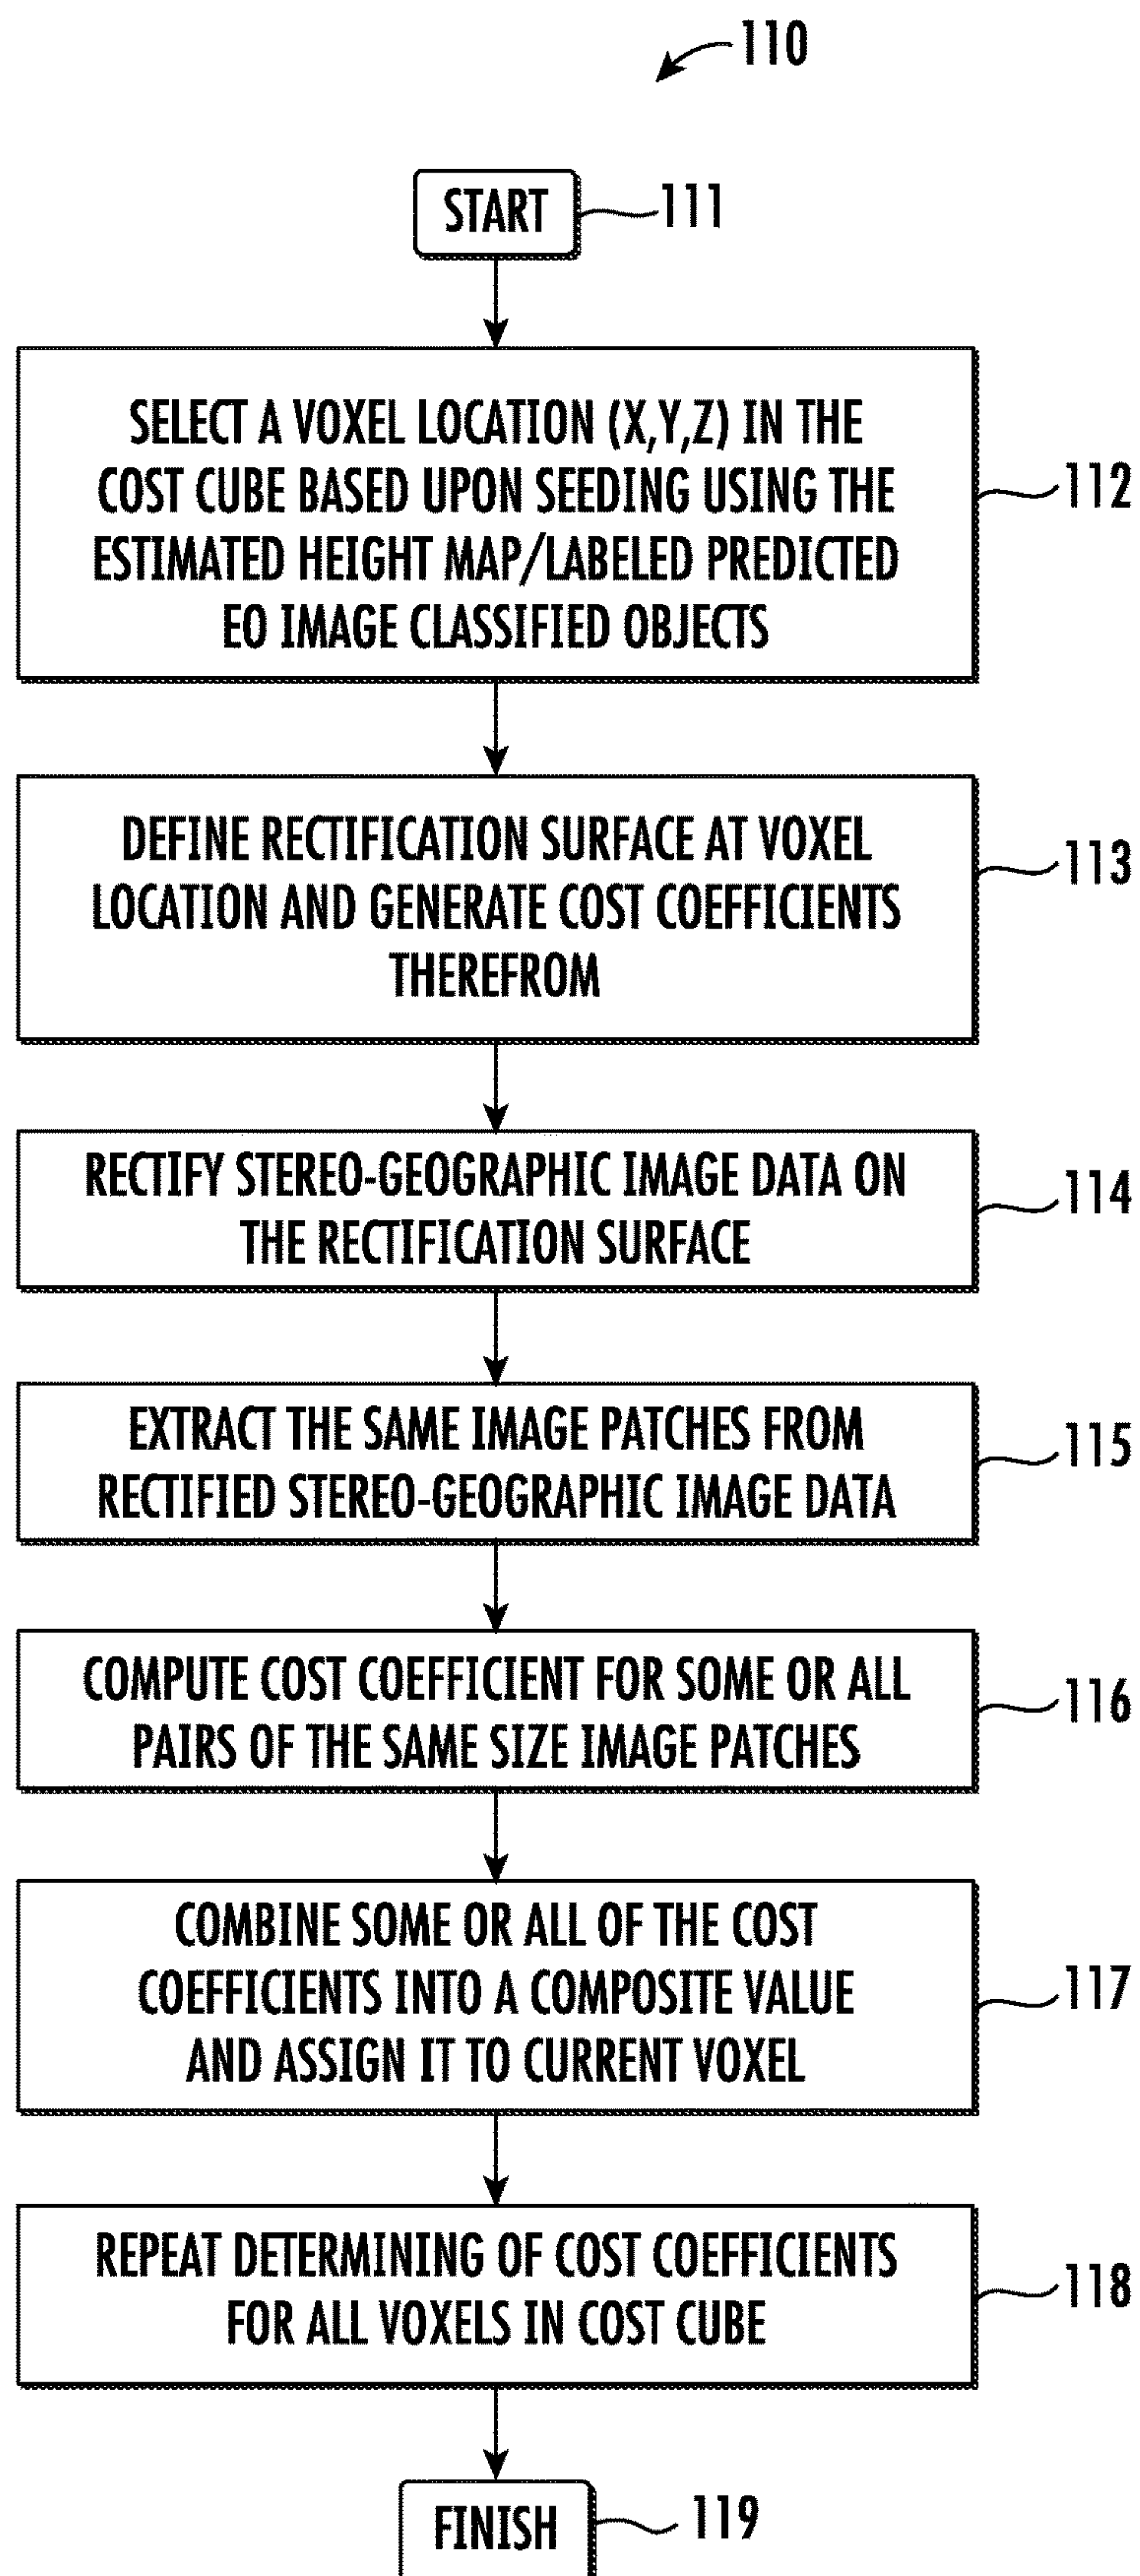 110
START
111
SELECT A VOXEL LOCATION (X,Y,Z) IN THE
COST CUBE BASED UPON SEEDING USING THE
ESTIMATED HEIGHT MAP/LABELED PREDICTED
EO IMAGE CLASSIFIED OBJECTS
112
DEFINE RECTIFICATION SURFACE AT VOXEL
LOCATION AND GENERATE COST COEFFICIENTS
THEREFROM
113
RECTIFY STEREO-GEOGRAPHIC IMAGE DATA ON
THE RECTIFICATION SURFACE
114
EXTRACT THE SAME IMAGE PATCHES FROM
RECTIFIED STEREO-GEOGRAPHIC IMAGE DATA
115
COMPUTE COST COEFFICIENT FOR SOME OR ALL
PAIRS OF THE SAME SIZE IMAGE PATCHES
116
COMBINE SOME OR ALL OF THE COST
COEFFICIENTS INTO A COMPOSITE VALUE
AND ASSIGN IT TO CURRENT VOXEL
117
REPEAT DETERMINING OF COST COEFFICIENTS
FOR ALL VOXELS IN COST CUBE
118
FINISH
119